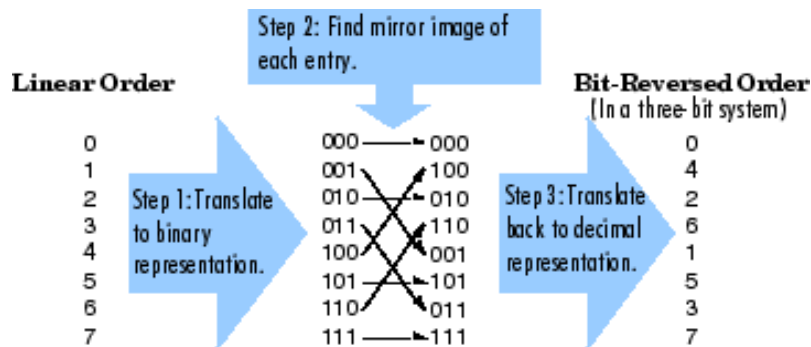 Step 2: Find mirror image of
each entry.
Linear Order
Bit-Reversed Order
(In a three-bit system)
0 000 000 0
1 001 100 4
2 010 010 2
3 011 110 6
4 100 001 1
5 101 101 5
6 110 011 3
7 111 111 7
Step 1: Translate
to binary
representation.
Step 3: Translate
back to decimal
representation.